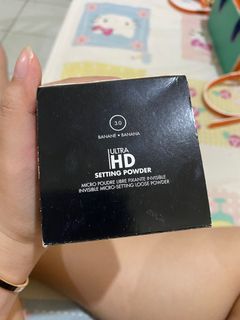 3.0
BANANE • BANANA
ULTRA
HD
SETTING POWDER
MICRO POUDRE LIBRE FIXANTE INVISIBLE
INVISIBLE MICRO-SETTING LOOSE POWDER